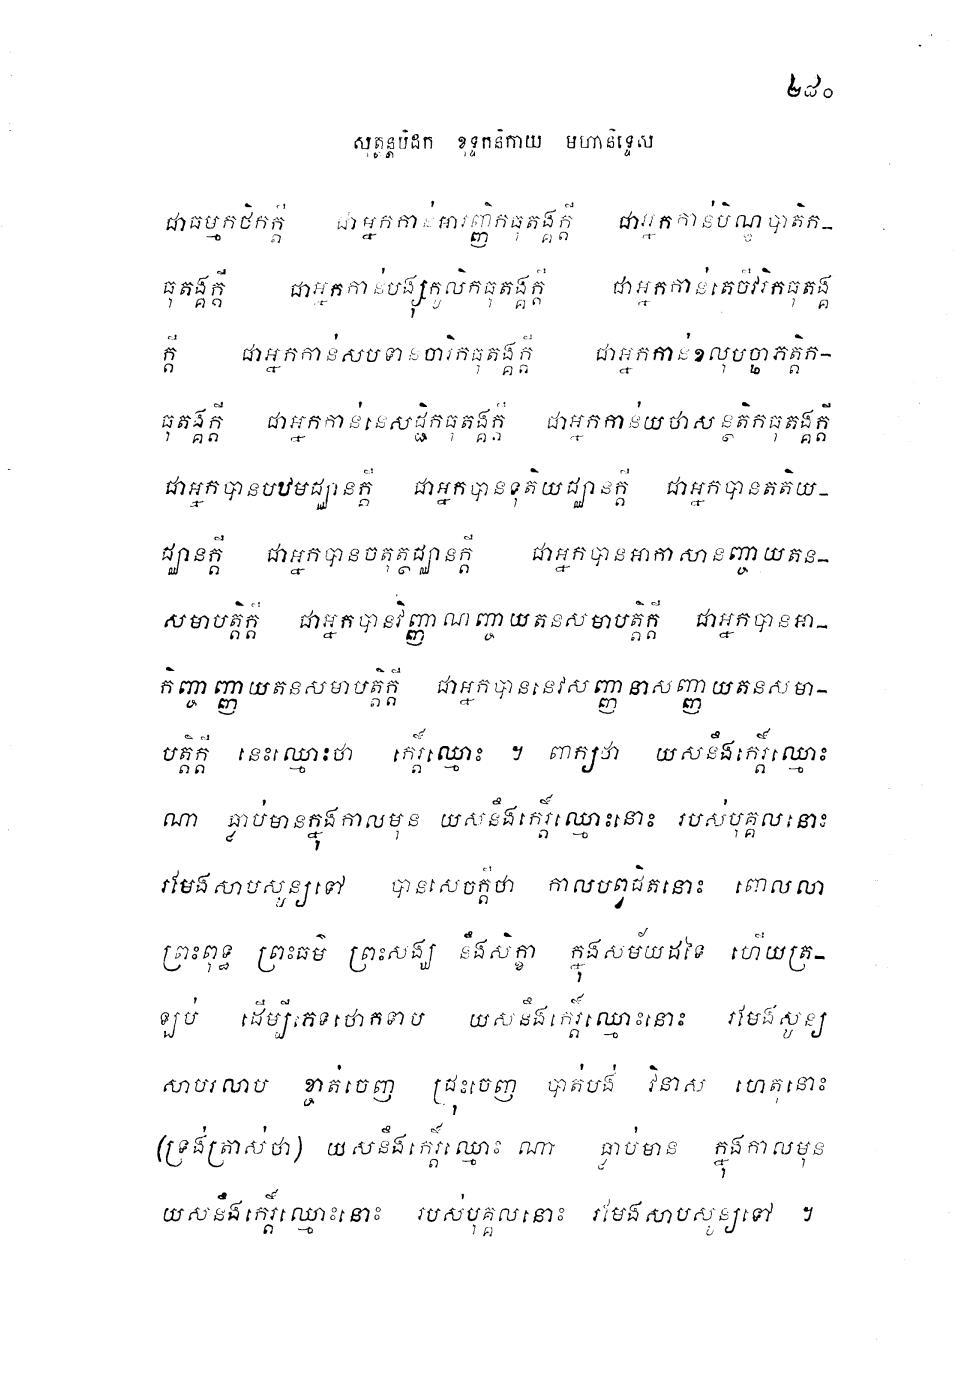 ២៨០
សុត្តន្តបិដក ខុទ្ទកនិកាយ មហានិទ្ទេស
ជាធម្មកថិកក្តី ជាអ្នកកាន់អារញ្ញិកធុតង្គក្តី ជាអ្នកកាន់បិណ្ឌបាតិក-
ធុតង្គក្តី ជាអ្នកកាន់បង្សុកូលិកធុតង្គក្តី ជាអ្នកកាន់តេចីវរិកធុតង្គ
ក្តី ជាអ្នកកាន់សបទានចារិកធុតង្គក្តី ជាអ្នកកាន់ខលុបច្ឆាភត្តិក-
ធុតង្គក្តី ជាអ្នកកាន់នេសជ្ជិកធុតង្គក្តី ជាអ្នកកាន់យថាសន្ថតិកធុតង្គក្តី
ជាអ្នកបានបឋមជ្ឈានក្តី ជាអ្នកបានទុតិយជ្ឈានក្តី ជាអ្នកបានតតិយ-
ជ្ឈានក្តី ជាអ្នកបានចតុត្ថជ្ឈានក្តី ជាអ្នកបានអាកាសានញ្ចាយតន-
សមាបត្តិក្តី ជាអ្នកបានវិញ្ញាណញ្ចាយតនសមាបត្តិក្តី ជាអ្នកបានអា-
កិញ្ចញ្ញាយតនសមាបត្តិក្តី ជាអ្នកបាននេវសញ្ញានាសញ្ញាយតនសមា-
បត្តិក្តី នេះឈ្មោះថា កេរ្តិ៍ឈ្មោះ ។ ពាក្យថា យសនឹងកេរ្តិ៍ឈ្មោះ
ណា ធ្លាប់មានក្នុងកាលមុន យសនឹងកេរ្តិ៍ឈ្មោះនោះ របស់បុគ្គលនោះ
រមែងសាបសូន្យទៅ បានសេចក្តីថា កាលបព្វជិតនោះ ពោលលា
ព្រះពុទ្ធ ព្រះធម៌ ព្រះសង្ឃ នឹងសិក្ខា ក្នុងសម័យដទៃ ហើយត្រ-
ឡប់ ដើម្បីភេទថោកទាប យសនឹងកេរ្តិ៍ឈ្មោះនោះ រមែងសូន្យ
សាបរលាប ខ្ចាត់ចេញ ជ្រុះចេញ បាត់បង់ វិនាស ហេតុនោះ
(ទ្រង់ត្រាស់ថា) យសនឹងកេរ្តិ៍ឈ្មោះ ណា ធ្លាប់មាន ក្នុងកាលមុន
យសនឹងកេរ្តិ៍ឈ្មោះនោះ របស់បុគ្គលនោះ រមែងសាបសូន្យទៅ ។